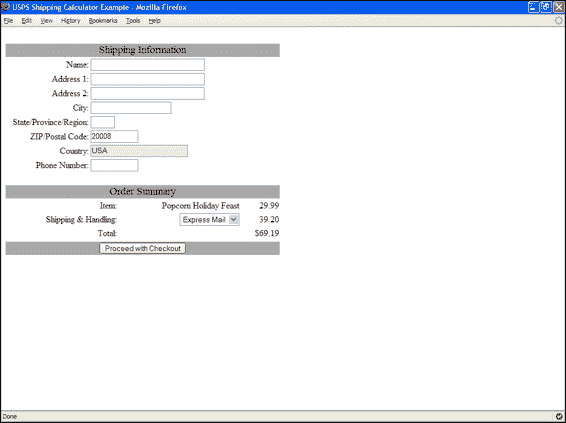 USPS Shipping Calculator Example - Mozilla Firefox
File Edit View History Bookmarks Tools Help
Shipping Information
Name:
Address 1:
Address 2:
City:
State/Province/Region:
ZIP/Postal Code: 20008
Country: USA
Phone Number:
Order Summary
Item: Popcorn Holiday Feast 29.99
Shipping & Handling: Express Mail 39.20
Total: $69.19
Proceed with Checkout
Done